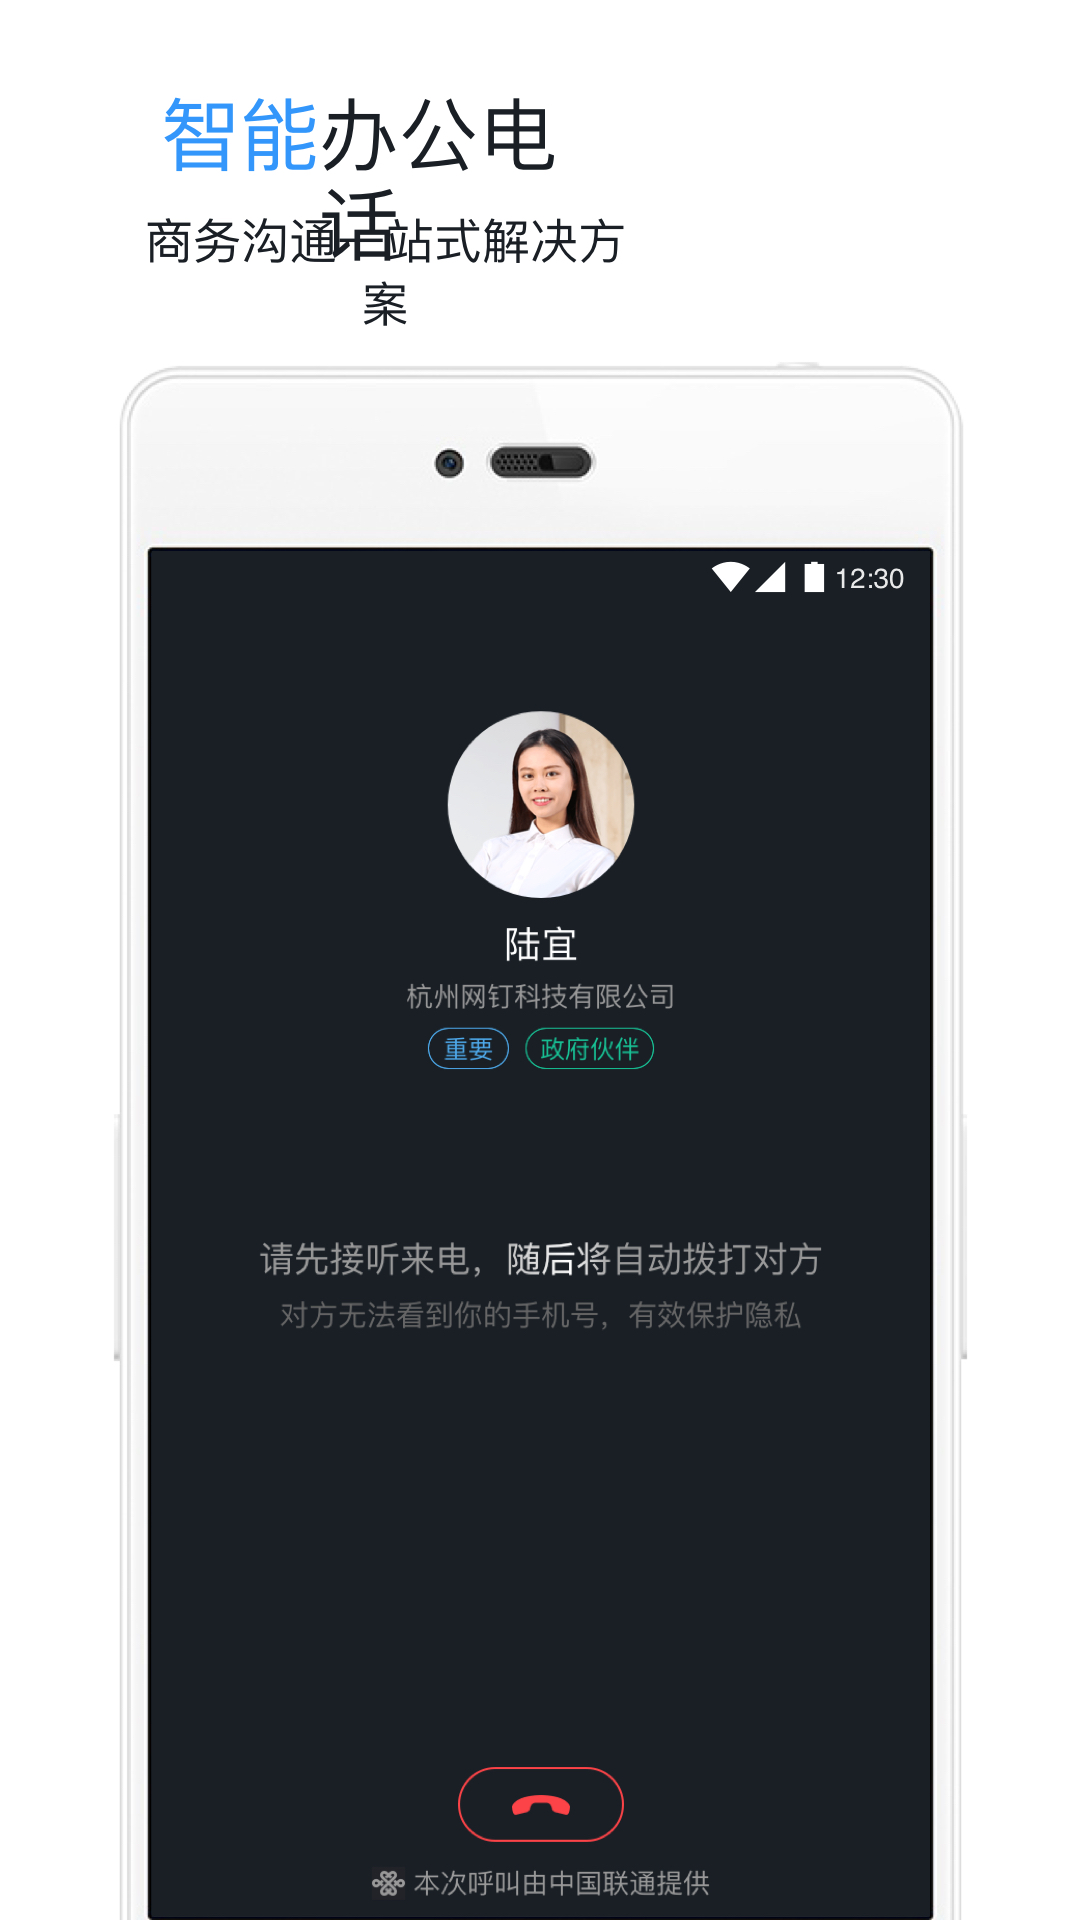 智能办公电
话
商务沟通一站式解决方
案
12:30
陆宜
杭州网钉科技有限公司
重要 政府伙伴
请先接听来电，随后将自动拨打对方
对方无法看到你的手机号，有效保护隐私
本次呼叫由中国联通提供